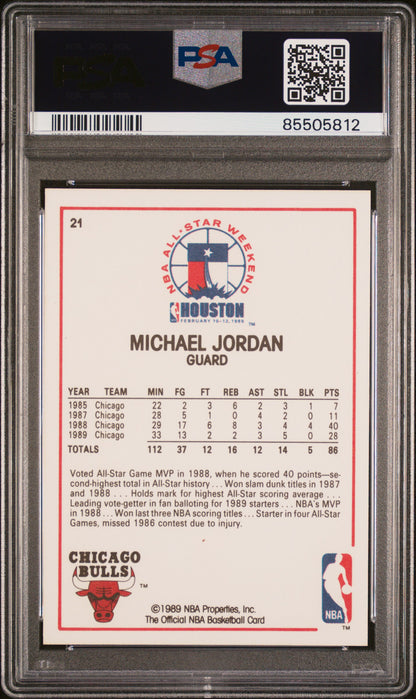 PSA
PSA
85505812
21
NBA ALL-STAR WEEKEND
HOUSTON
FEBRUARY 10-12, 1989
TM
MICHAEL JORDAN
GUARD
YEAR TEAM MIN FG FT REB AST STL BLK PTS
1985 Chicago 22 2 3 6 2 3 1 7
1987 Chicago 28 5 1 0 4 2 0 11
1988 Chicago 29 17 6 8 3 4 4 40
1989 Chicago 33 13 2 2 3 5 0 28
TOTALS 112 37 12 16 12 14 5 86
Voted All-Star Game MVP in 1988, when he scored 40 points—se-
cond-highest total in All-Star history . . . Won slam dunk titles in 1987
and 1988 . . . Holds mark for highest All-Star scoring average . . .
Leading vote-getter in fan balloting for 1989 starters . . . NBA's MVP
in 1988 . . . Won last three NBA scoring titles . . . Starter in four All-Star
Games, missed 1986 contest due to injury.
CHICAGO
BULLS
TM
NBA
TM
©1989 NBA Properties, Inc.
The Official NBA Basketball Card